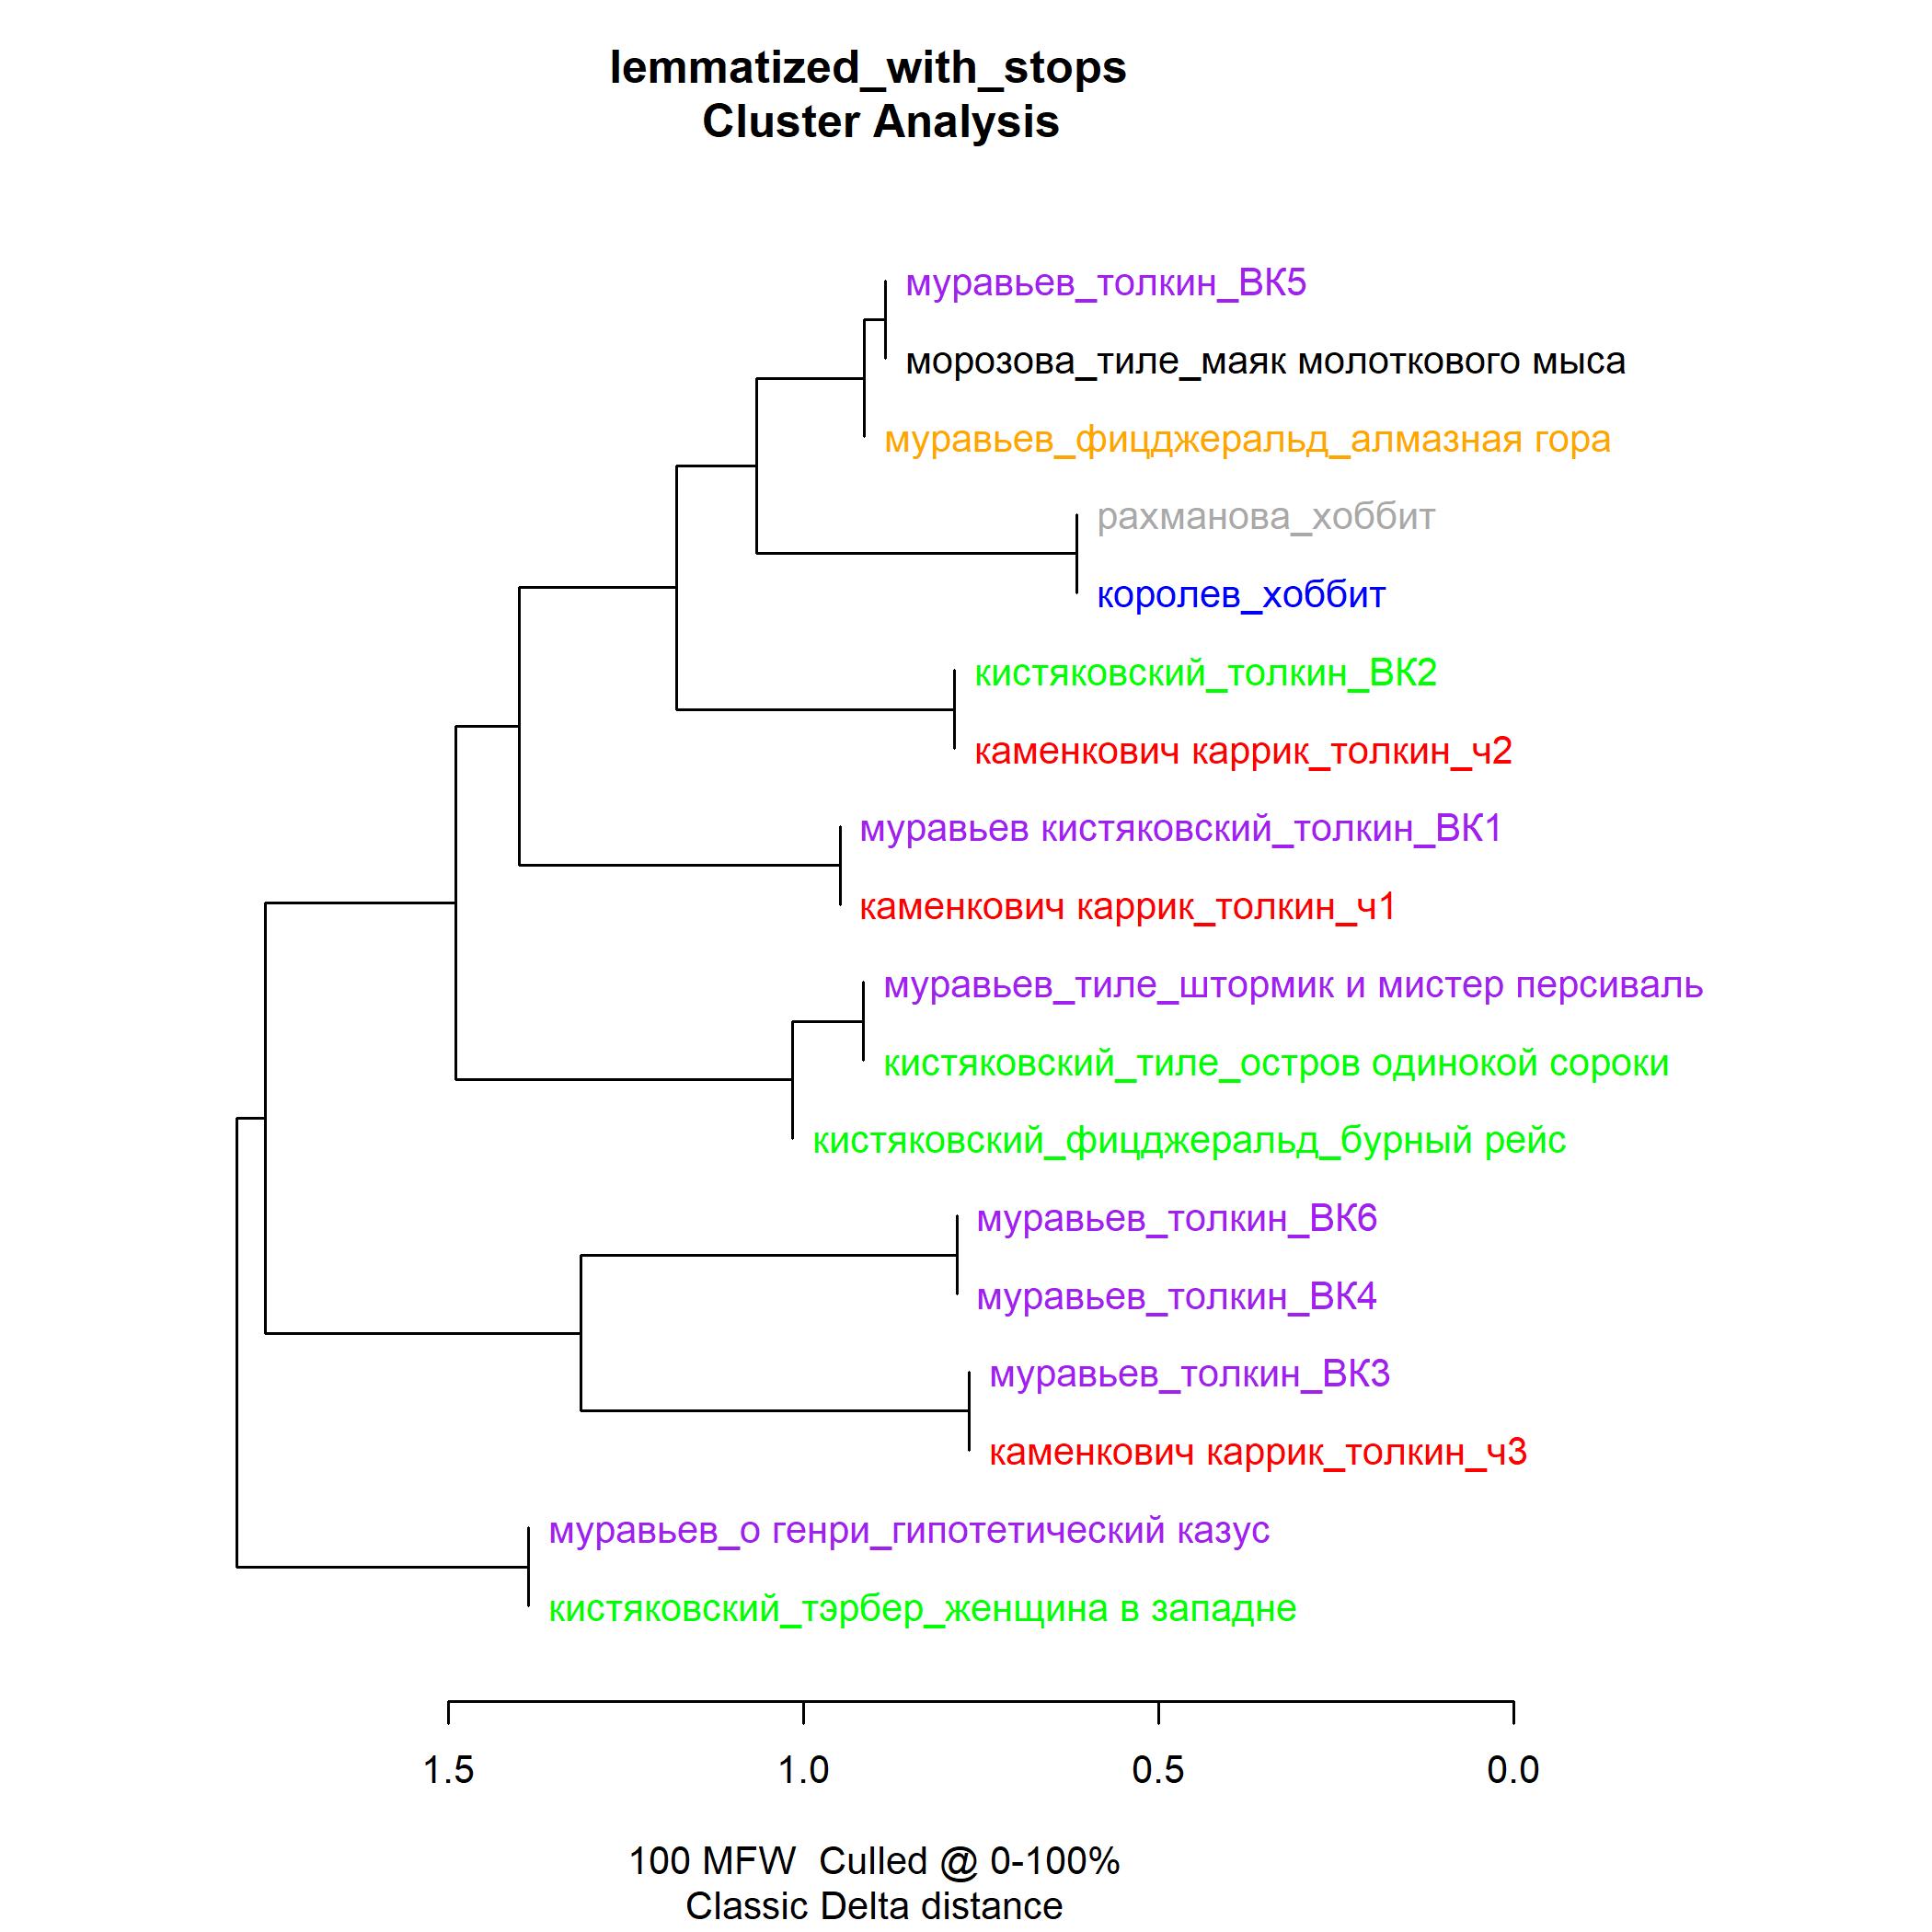 lemmatized_with_stops
Cluster Analysis
муравьев_толкин_ВК5
морозова_тиле_маяк молоткового мыса
муравьев_фицджеральд_алмазная гора
рахманова_хоббит
королев_хоббит
кистяковский_толкин_ВК2
каменкович каррик_толкин_ч2
муравьев кистяковский_толкин_ВК1
каменкович каррик_толкин_ч1
муравьев_тиле_штормик и мистер персиваль
кистяковский_тиле_остров одинокой сороки
кистяковский_фицджеральд_бурный рейс
муравьев_толкин_ВК6
муравьев_толкин_ВК4
муравьев_толкин_ВК3
каменкович каррик_толкин_ч3
муравьев_о генри_гипотетический казус
кистяковский_тэрбер_женщина в западне
1.5 1.0 0.5 0.0
100 MFW  Culled @ 0-100%
Classic Delta distance